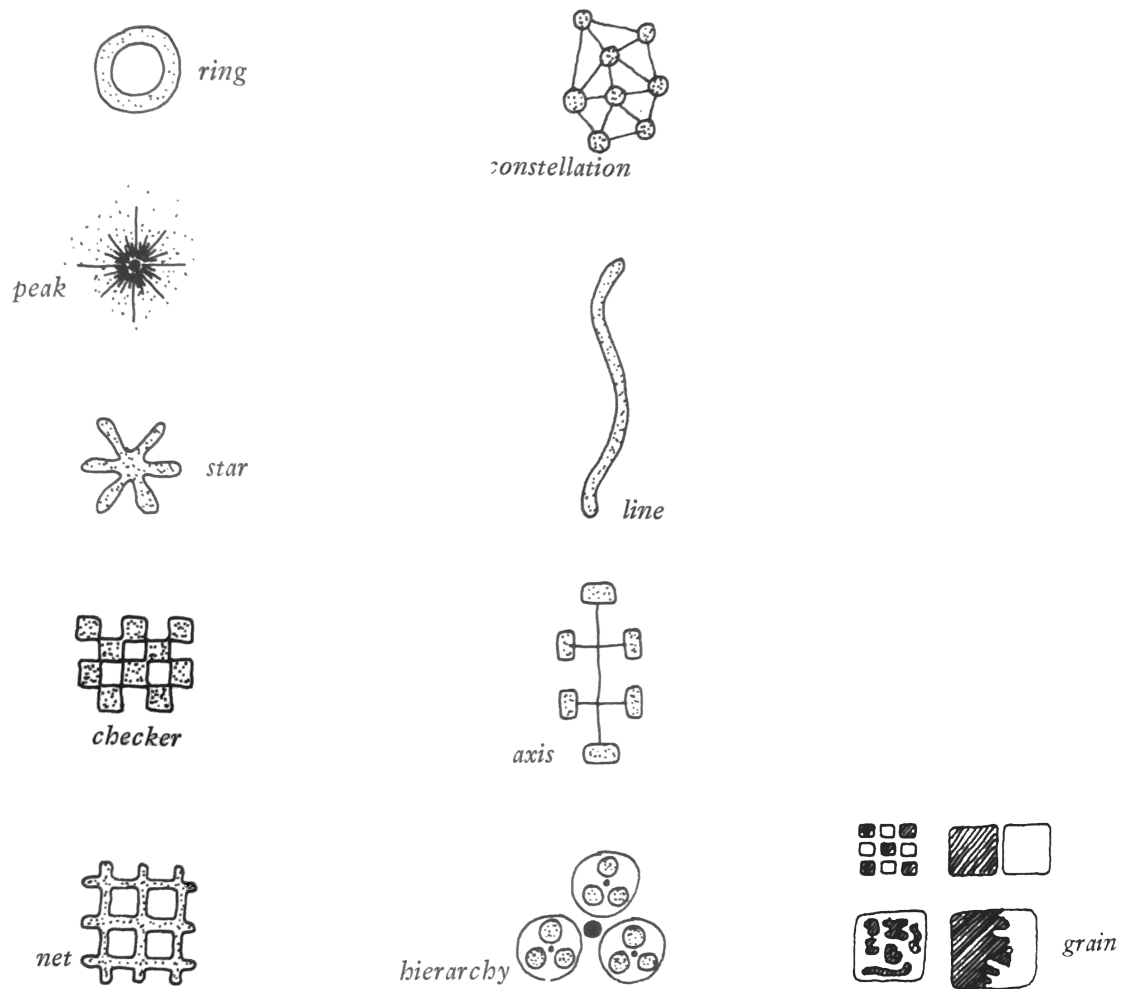 ring
constellation
peak
star
line
checker
axis
net
hierarchy
grain